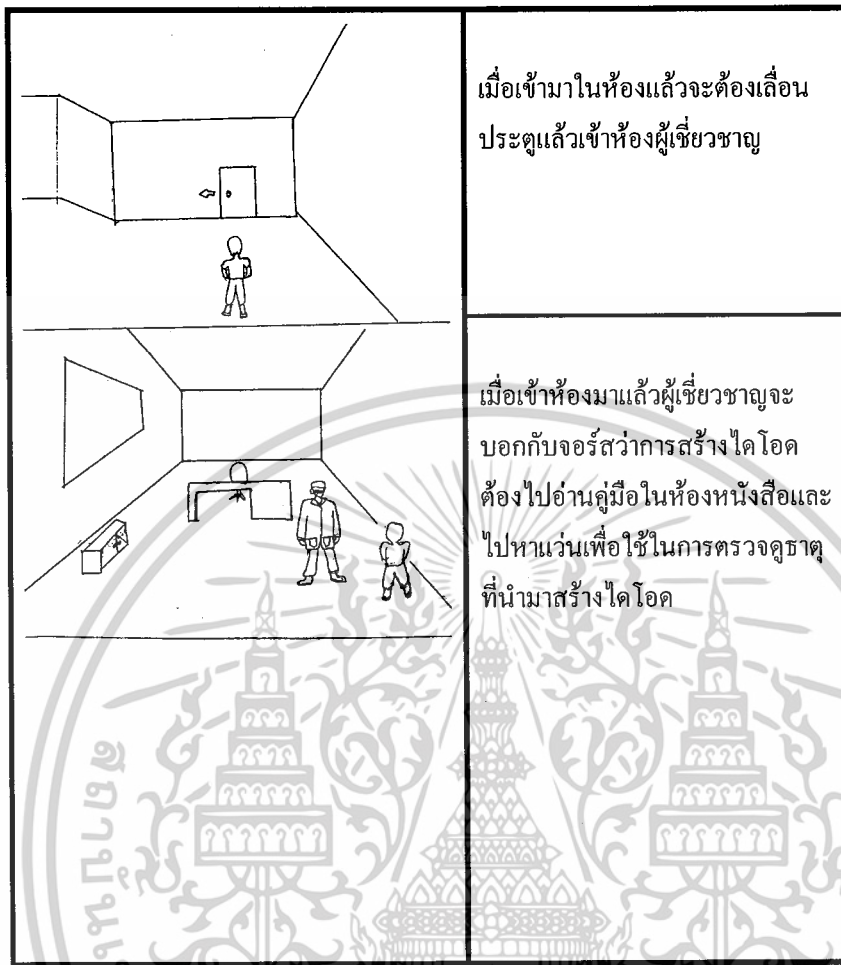 เมื่อเข้ามาในห้องแล้วจะต้องเลื่อน
ประตูแล้วเข้าห้องผู้เชี่ยวชาญ
เมื่อเข้าห้องมาแล้วผู้เชี่ยวชาญจะ
บอกกับจอร์สว่าการสร้างไดโอด
ต้องไปอ่านคู่มือในห้องหนังสือและ
ไปหาแว่นเพื่อใช้ในการตรวจดูธาตุ
ที่นำมาสร้างไดโอด